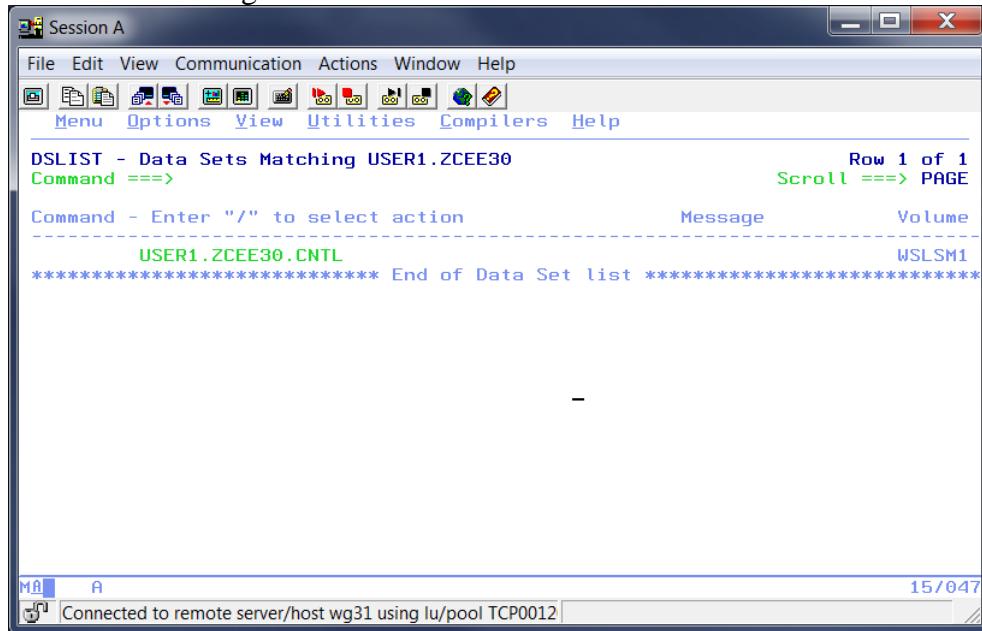 Session A
File Edit View Communication Actions Window Help
Menu Options View Utilities Compilers Help
DSLIST - Data Sets Matching USER1.ZCEE30 Row 1 of 1
Command ===> Scroll ===> PAGE
Command - Enter "/" to select action Message Volume
-------------------------------------------------------------------------------
USER1.ZCEE30.CNTL WSLSM1
***************************** End of Data Set list ****************************
MA A 15/047
Connected to remote server/host wg31 using lu/pool TCP0012